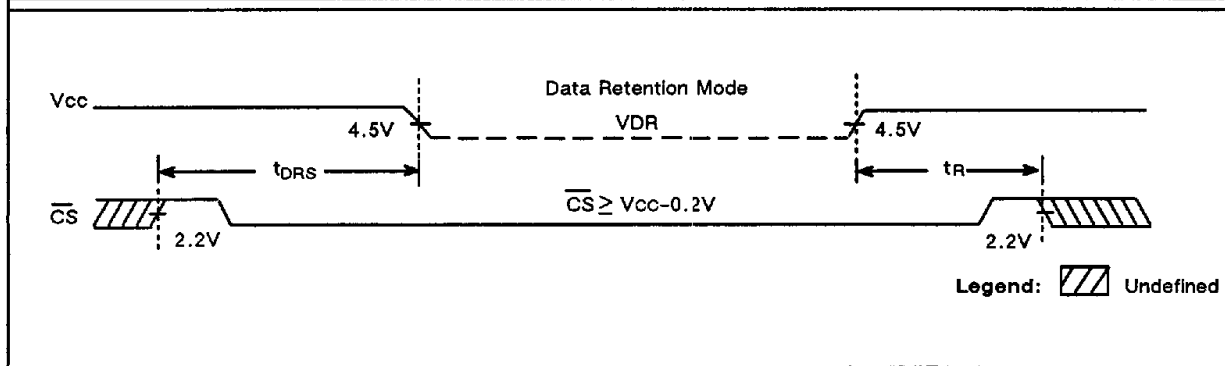 Data Retention Mode
Vcc
4.5V
VDR
4.5V
tDRS
tR
CS
CS ≥ Vcc-0.2V
2.2V
2.2V
Legend: Undefined